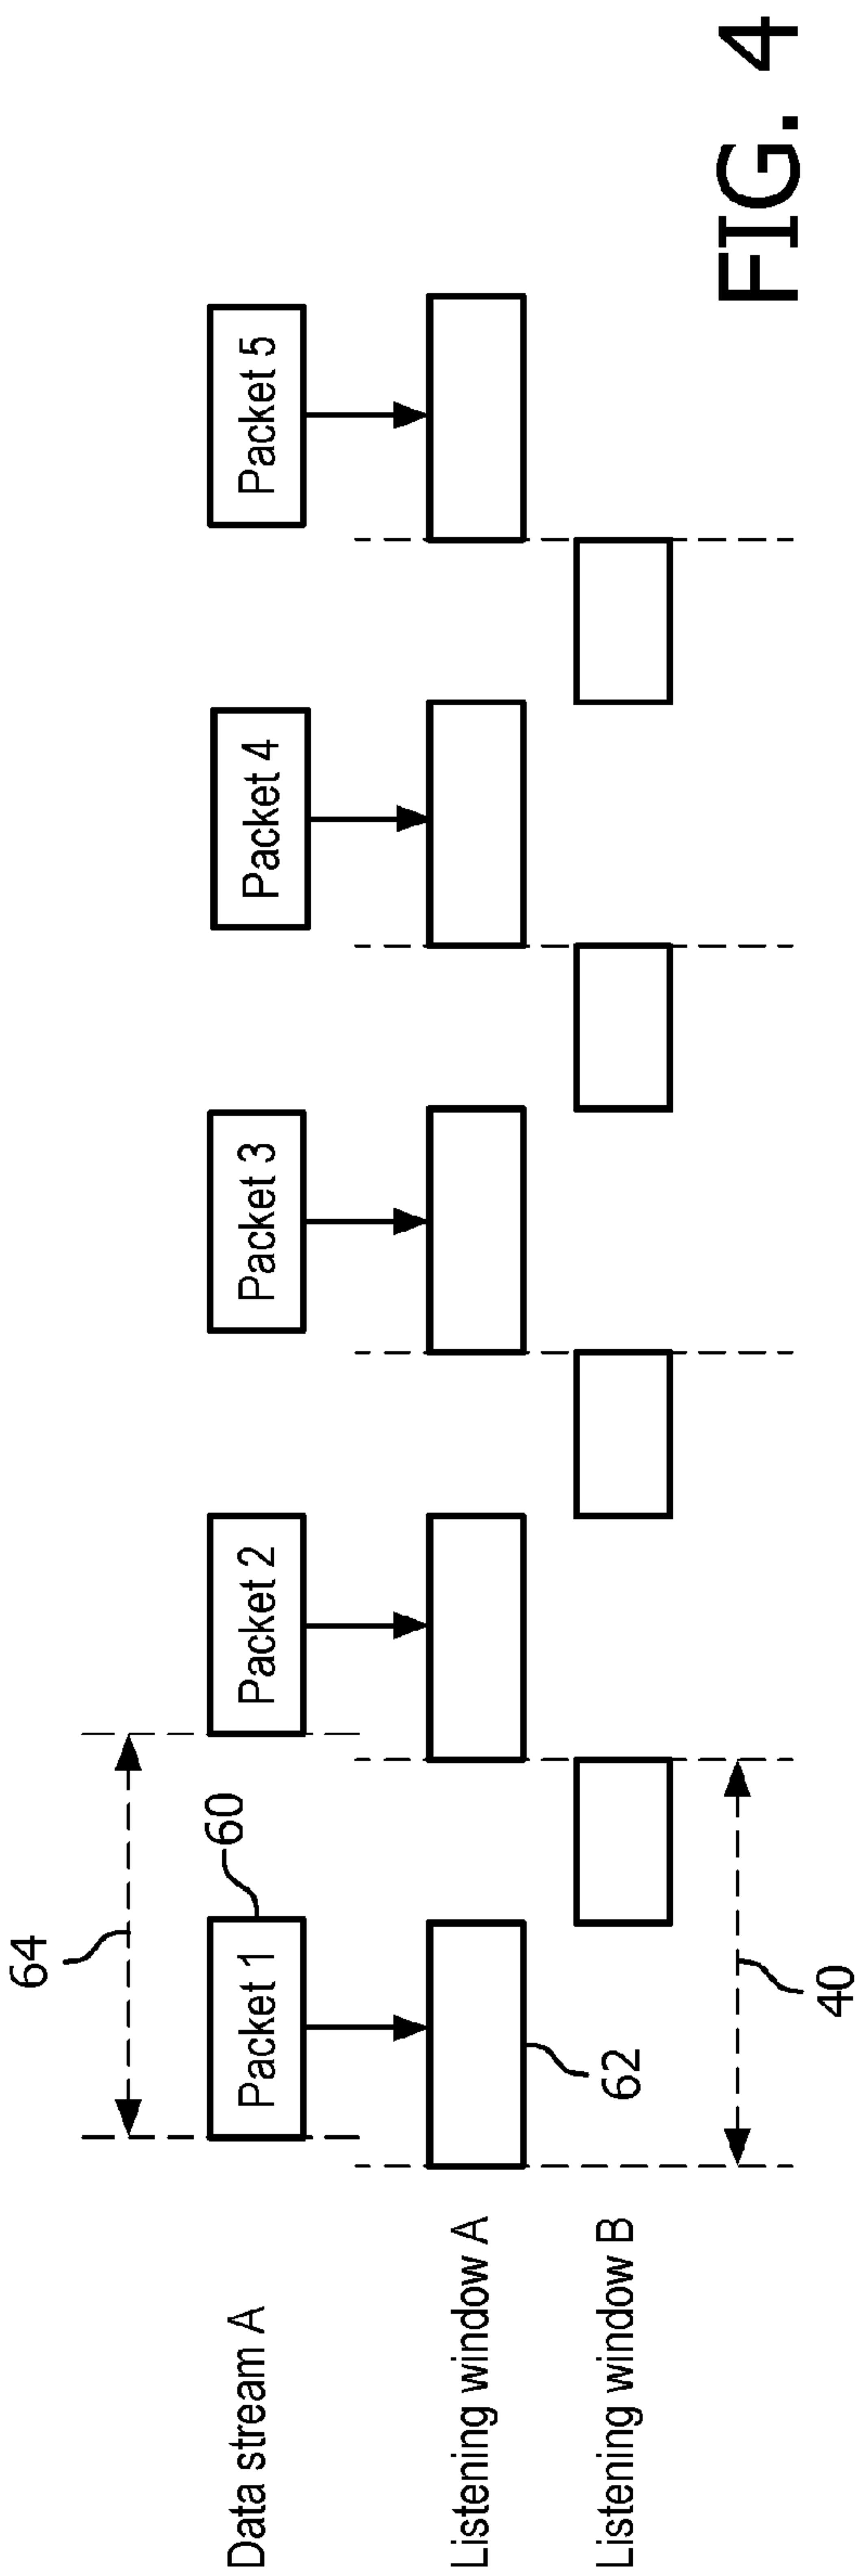 64
60
Data stream A
Packet 1
Packet 2
Packet 3
Packet 4
Packet 5
Listening window A
62
Listening window B
40
FIG. 4